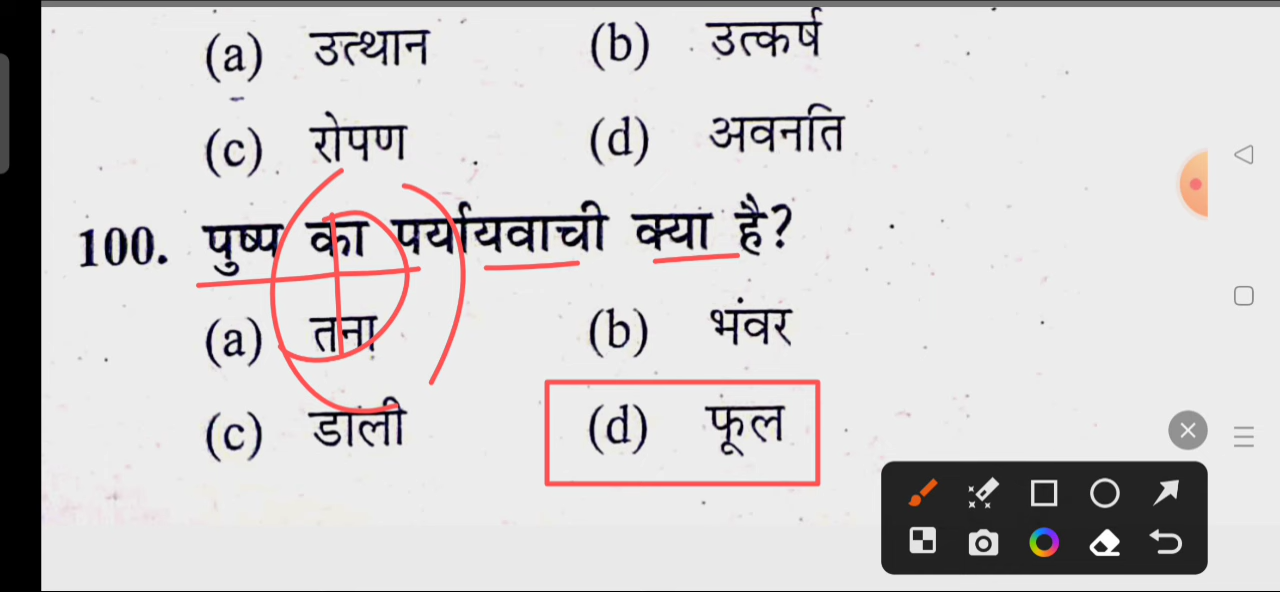 (a) उत्थान (b) उत्कर्ष
(c) रोपण (d) अवनति
100. पुष्प का पर्यायवाची क्या है?
(a) तना (b) भंवर
(c) डाली (d) फूल